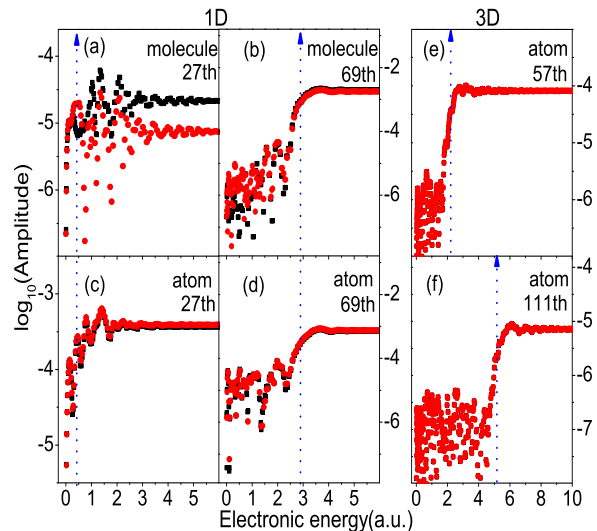 1D
3D
(a) molecule
27th
(b) molecule
69th
(e) atom
57th
-4
-5
-6
-2
-4
-6
-4
-5
-6
(c) atom
27th
(d) atom
69th
(f) atom
111th
-3
-4
-5
-2
-4
-6
-4
-5
-6
-7
log10(Amplitude)
0 1 2 3 4 5 0 1 2 3 4 5 0 2 4 6 8 10
Electronic energy(a.u.)